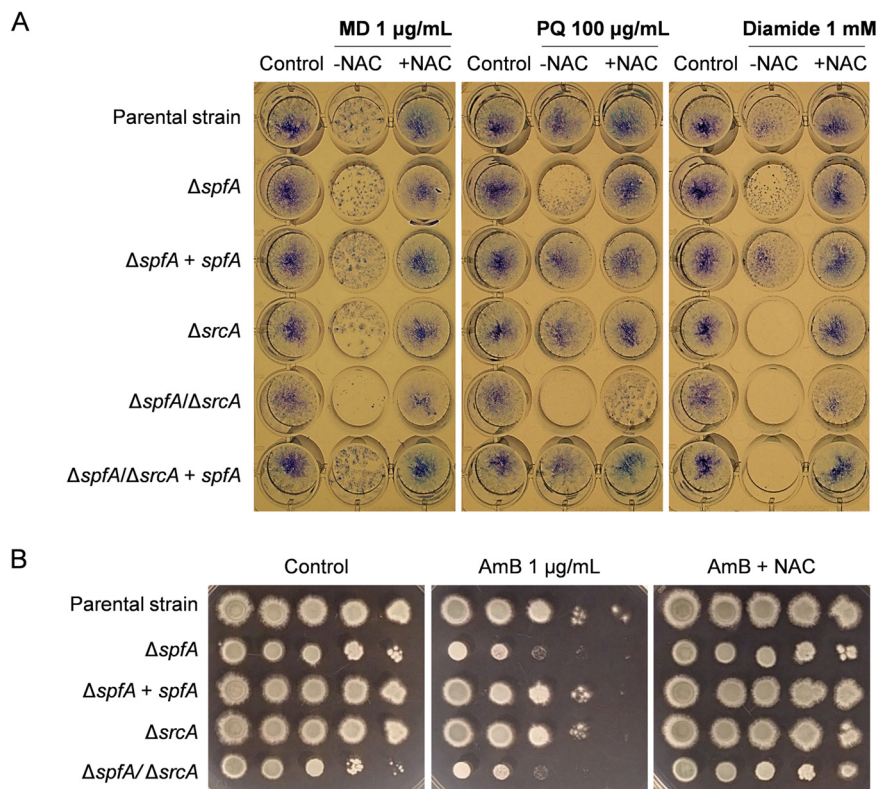 A
MD 1 µg/mL PQ 100 µg/mL Diamide 1 mM
Control -NAC +NAC Control -NAC +NAC Control -NAC +NAC
Parental strain
ΔspfA
ΔspfA + spfA
ΔsrcA
ΔspfA/ΔsrcA
ΔspfA/ΔsrcA + spfA
B
Control AmB 1 µg/mL AmB + NAC
Parental strain
ΔspfA
ΔspfA + spfA
ΔsrcA
ΔspfA/ΔsrcA